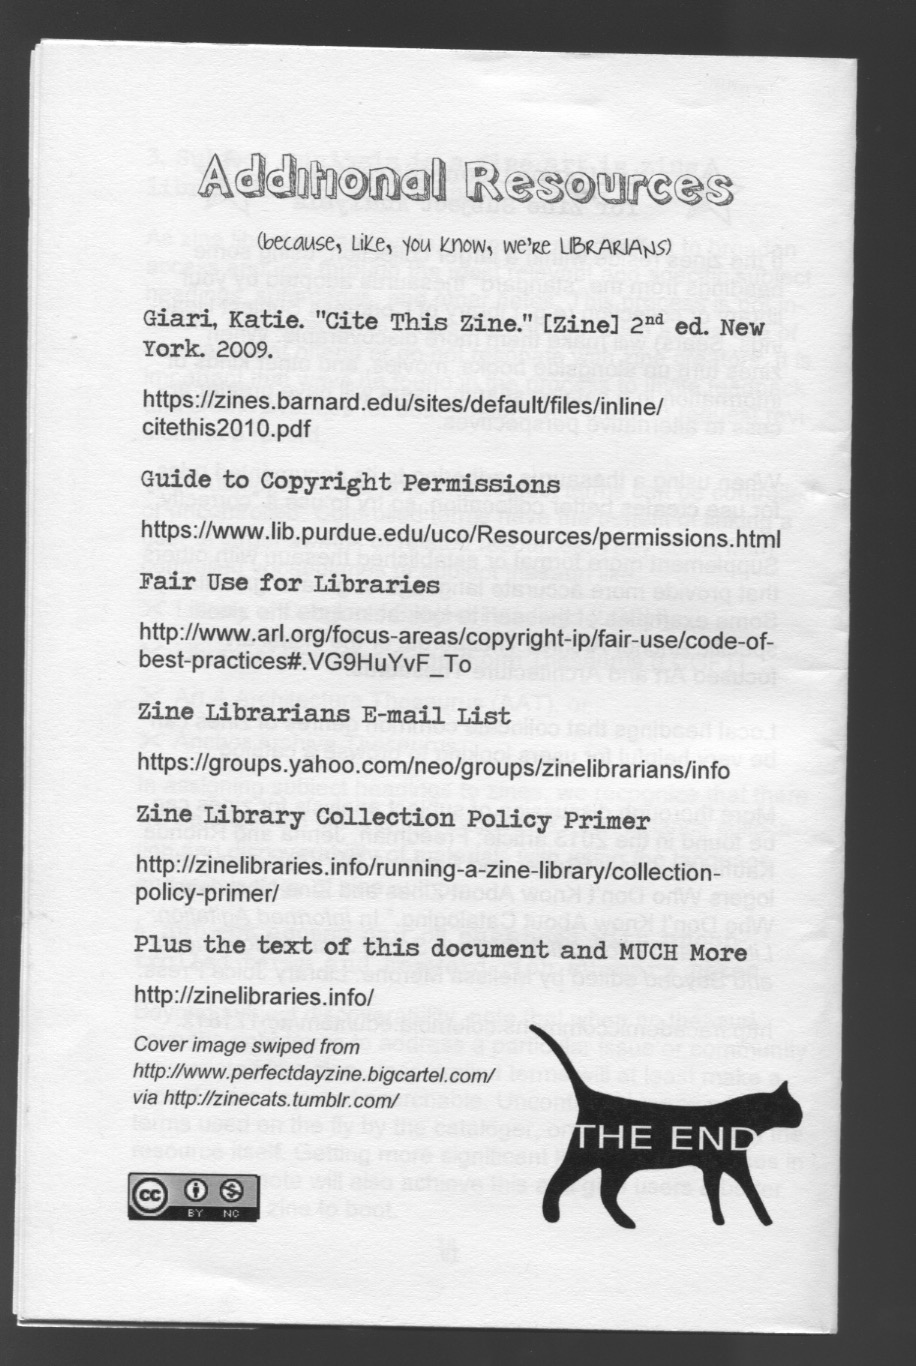 Additional Resources
(because, like, you know, we're LIBRARIANS)
Giari, Katie. "Cite This Zine." [Zine] 2nd ed. New
York. 2009.
https://zines.barnard.edu/sites/default/files/inline/
citethis2010.pdf
Guide to Copyright Permissions
https://www.lib.purdue.edu/uco/Resources/permissions.html
Fair Use for Libraries
http://www.arl.org/focus-areas/copyright-ip/fair-use/code-of-
best-practices#.VG9HuYvF_To
Zine Librarians E-mail List
https://groups.yahoo.com/neo/groups/zinelibrarians/info
Zine Library Collection Policy Primer
http://zinelibraries.info/running-a-zine-library/collection-
policy-primer/
Plus the text of this document and MUCH More
http://zinelibraries.info/
Cover image swiped from
http://www.perfectdayzine.bigcartel.com/
via http://zinecats.tumblr.com/
THE END
cc BY NC